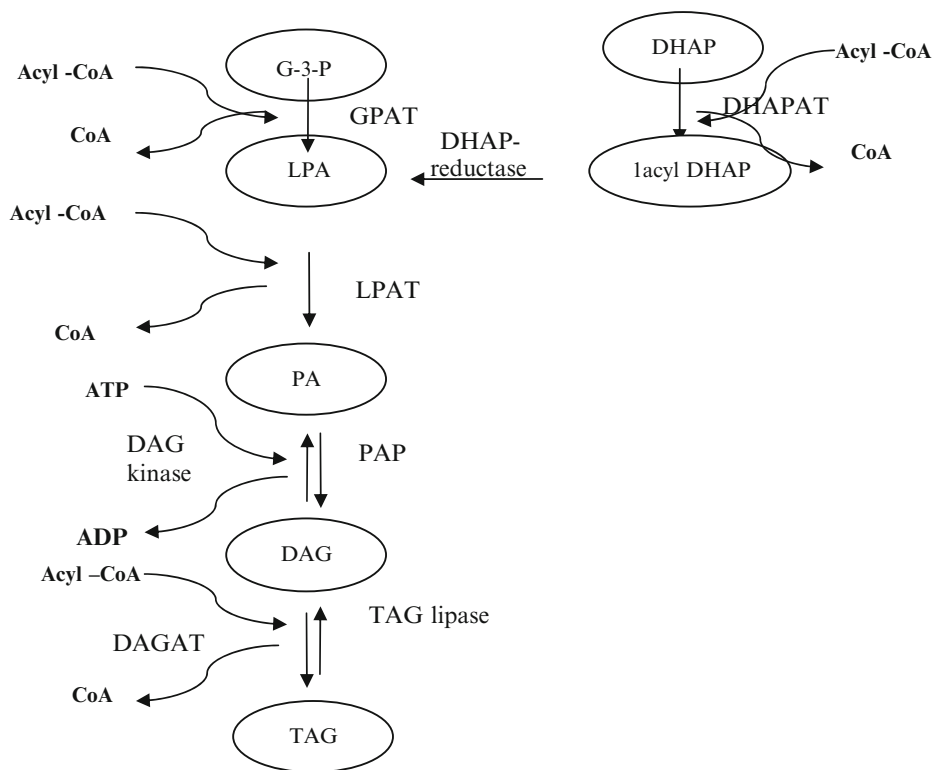 G-3-P
Acyl -CoA
GPAT
CoA
LPA
DHAP
Acyl -CoA
DHAPAT
CoA
1acyl DHAP
DHAP-
reductase
Acyl -CoA
LPAT
CoA
PA
ATP
DAG
kinase
PAP
ADP
DAG
Acyl –CoA
TAG lipase
DAGAT
CoA
TAG